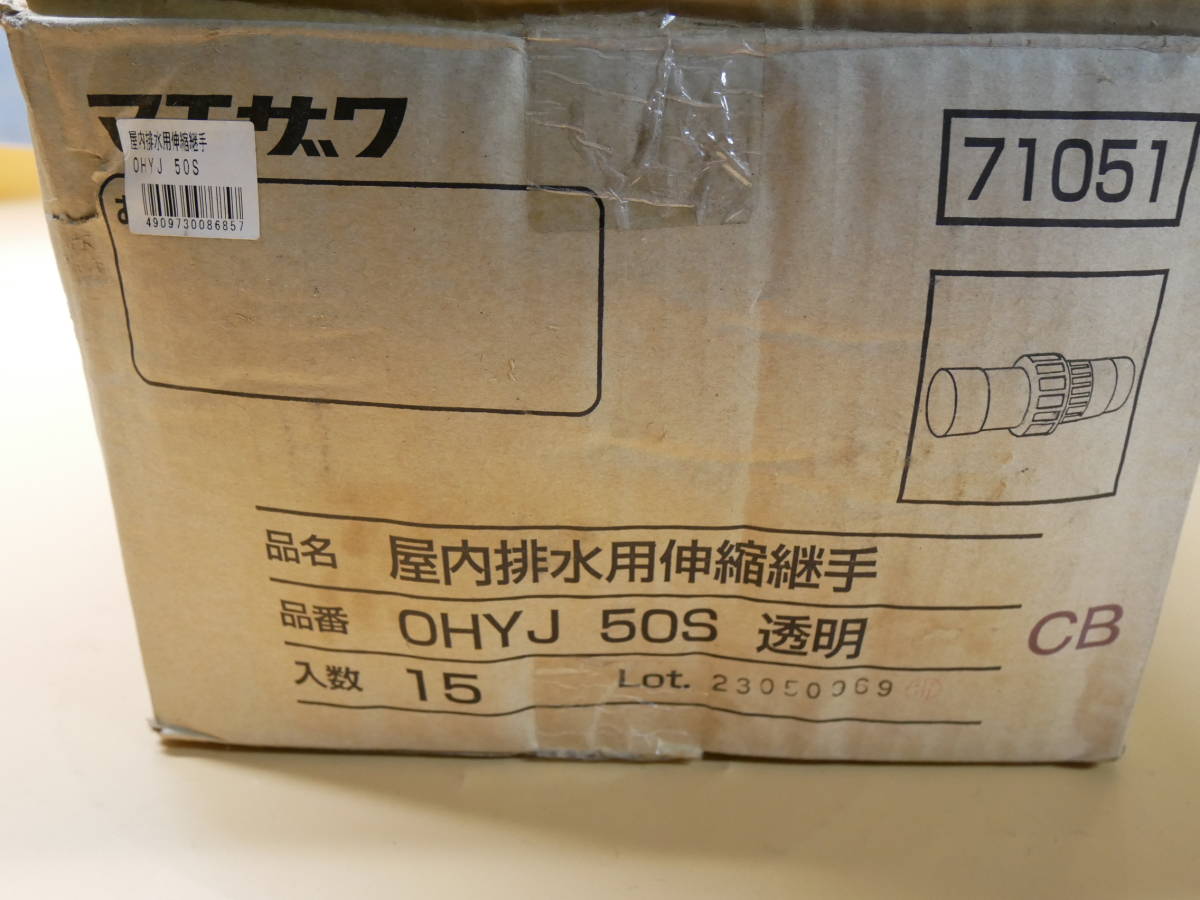 マエザワ
屋内排水用伸縮継手
OHYJ 50S
4909730086857
お
71051
品名 屋内排水用伸縮継手
品番 OHYJ 50S 透明
CB
入数 15 Lot. 23050069